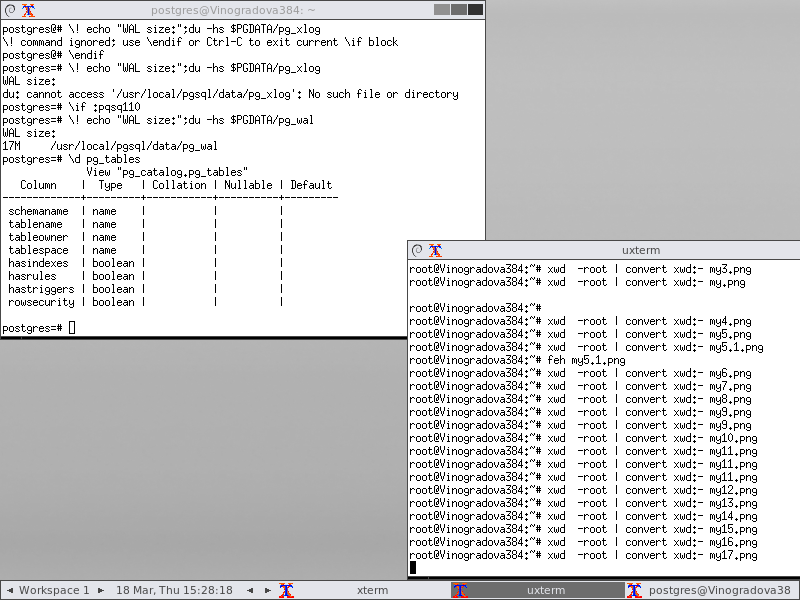 postgres@Vinogradova384: ~
postgres@# \! echo "WAL size:";du -hs $PGDATA/pg_xlog
\! command ignored; use \endif or Ctrl-C to exit current \if block
postgres@# \endif
postgres=# \! echo "WAL size:";du -hs $PGDATA/pg_xlog
WAL size:
du: cannot access '/usr/local/pgsql/data/pg_xlog': No such file or directory
postgres=# \if :pqsq110
postgres=# \! echo "WAL size:";du -hs $PGDATA/pg_wal
WAL size:
17M     /usr/local/pgsql/data/pg_wal
postgres=# \d pg_tables
             View "pg_catalog.pg_tables"
   Column    |  Type   | Collation | Nullable | Default
-------------+---------+-----------+----------+---------
 schemaname  | name    |           |          |
 tablename   | name    |           |          |
 tableowner  | name    |           |          |
 tablespace  | name    |           |          |
 hasindexes  | boolean |           |          |
 hasrules    | boolean |           |          |
 hastriggers | boolean |           |          |
 rowsecurity | boolean |           |          |
postgres=#
uxterm
root@Vinogradova384:~# xwd  -root | convert xwd:- my3.png
root@Vinogradova384:~# xwd  -root | convert xwd:- my.png
root@Vinogradova384:~#
root@Vinogradova384:~# xwd  -root | convert xwd:- my4.png
root@Vinogradova384:~# xwd  -root | convert xwd:- my5.png
root@Vinogradova384:~# xwd  -root | convert xwd:- my5.1.png
root@Vinogradova384:~# feh my5.1.png
root@Vinogradova384:~# xwd  -root | convert xwd:- my6.png
root@Vinogradova384:~# xwd  -root | convert xwd:- my7.png
root@Vinogradova384:~# xwd  -root | convert xwd:- my8.png
root@Vinogradova384:~# xwd  -root | convert xwd:- my9.png
root@Vinogradova384:~# xwd  -root | convert xwd:- my9.png
root@Vinogradova384:~# xwd  -root | convert xwd:- my10.png
root@Vinogradova384:~# xwd  -root | convert xwd:- my11.png
root@Vinogradova384:~# xwd  -root | convert xwd:- my11.png
root@Vinogradova384:~# xwd  -root | convert xwd:- my11.png
root@Vinogradova384:~# xwd  -root | convert xwd:- my12.png
root@Vinogradova384:~# xwd  -root | convert xwd:- my13.png
root@Vinogradova384:~# xwd  -root | convert xwd:- my14.png
root@Vinogradova384:~# xwd  -root | convert xwd:- my15.png
root@Vinogradova384:~# xwd  -root | convert xwd:- my16.png
root@Vinogradova384:~# xwd  -root | convert xwd:- my17.png
Workspace 1 18 Mar, Thu 15:28:18 xterm uxterm postgres@Vinogradova38